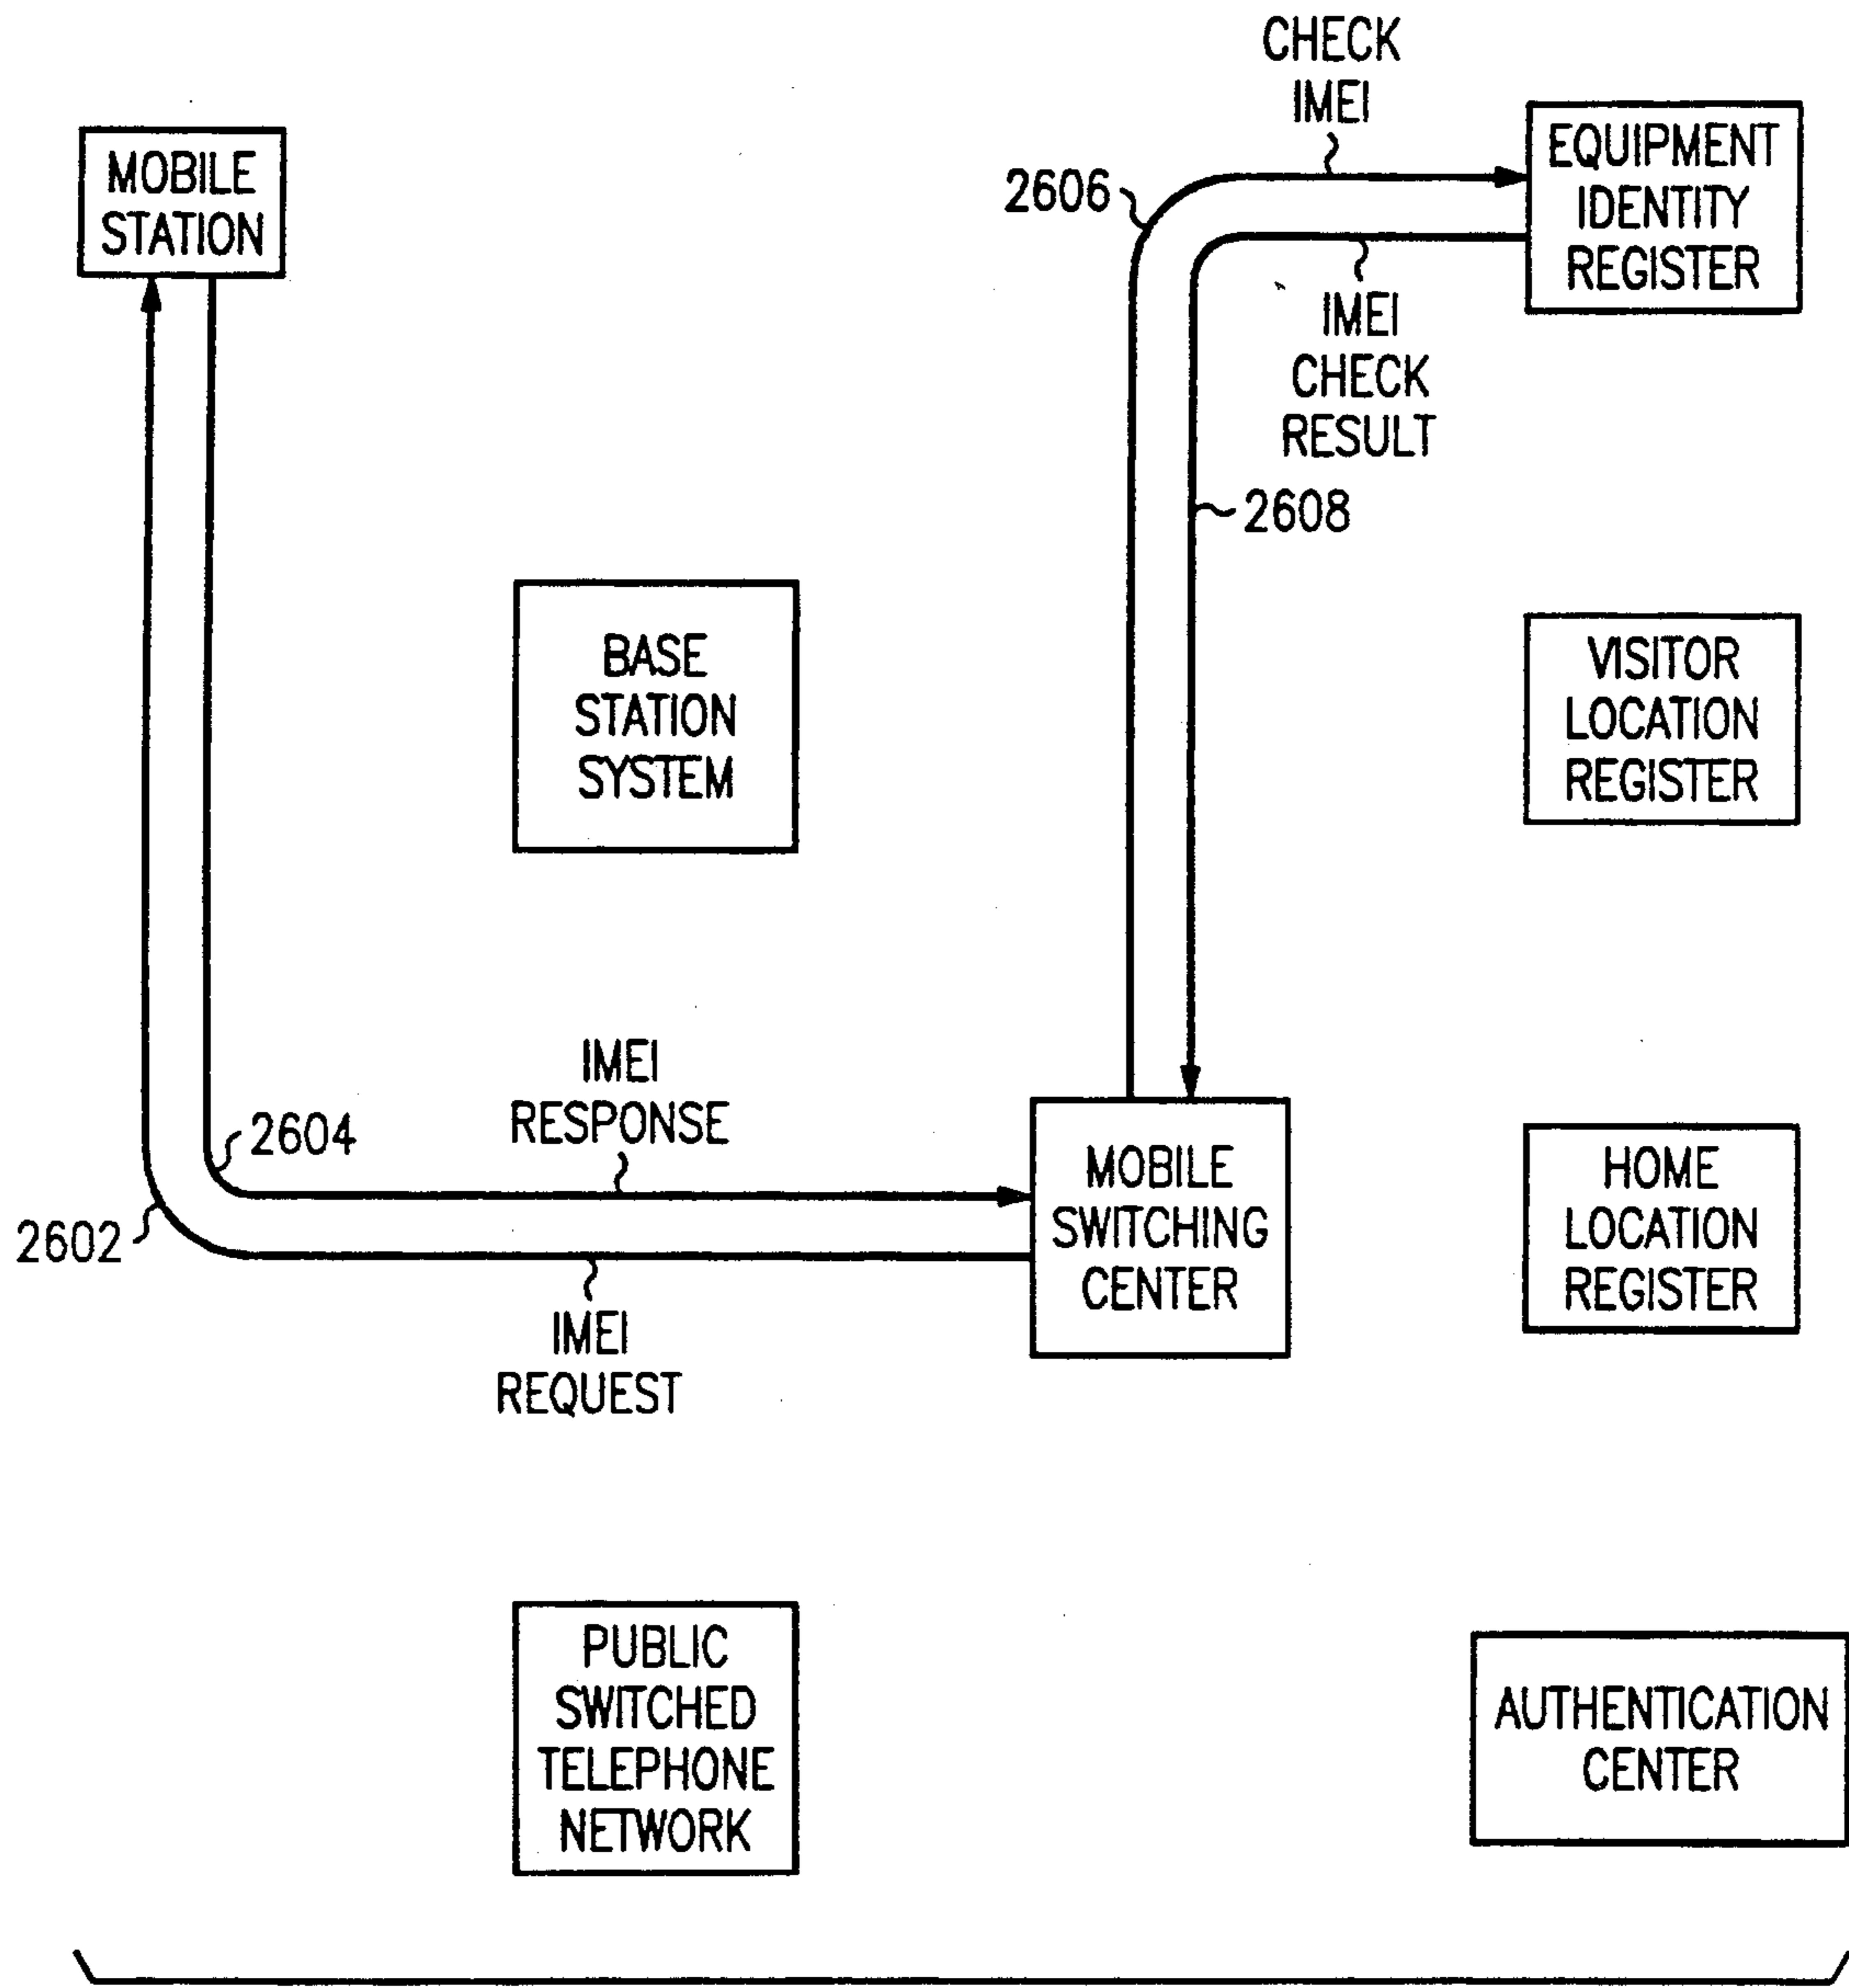 CHECK
IMEI
MOBILE
STATION
2606
EQUIPMENT
IDENTITY
REGISTER
IMEI
CHECK
RESULT
2608
BASE
STATION
SYSTEM
VISITOR
LOCATION
REGISTER
IMEI
RESPONSE
2604
2602
MOBILE
SWITCHING
CENTER
HOME
LOCATION
REGISTER
IMEI
REQUEST
PUBLIC
SWITCHED
TELEPHONE
NETWORK
AUTHENTICATION
CENTER